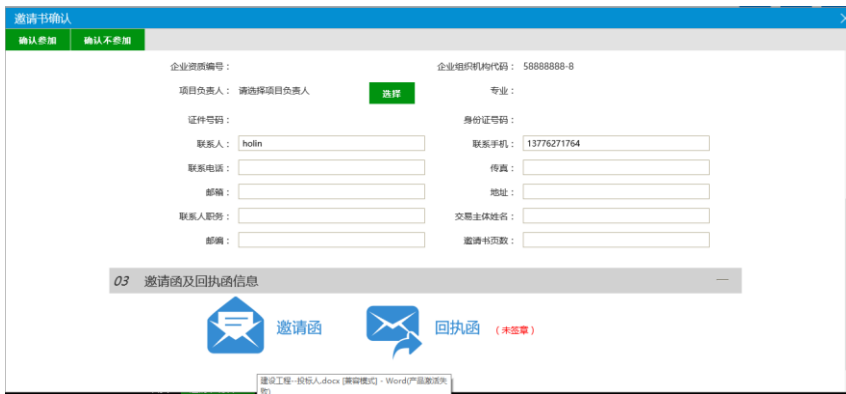 邀请书确认
确认参加 确认不参加
企业资质编号： 企业组织机构代码： 58888888-8
项目负责人： 请选择项目负责人 选择 专业：
证件号码： 身份证号码：
联系人： holin 联系手机： 13776271764
联系电话： 传真：
邮箱： 地址：
联系人职务： 交易主体姓名：
邮编： 邀请书页数：
03 邀请函及回执函信息
邀请函 回执函 （未签章）
建设工程--投标人.docx [兼容模式] - Word(产品激活失
败)